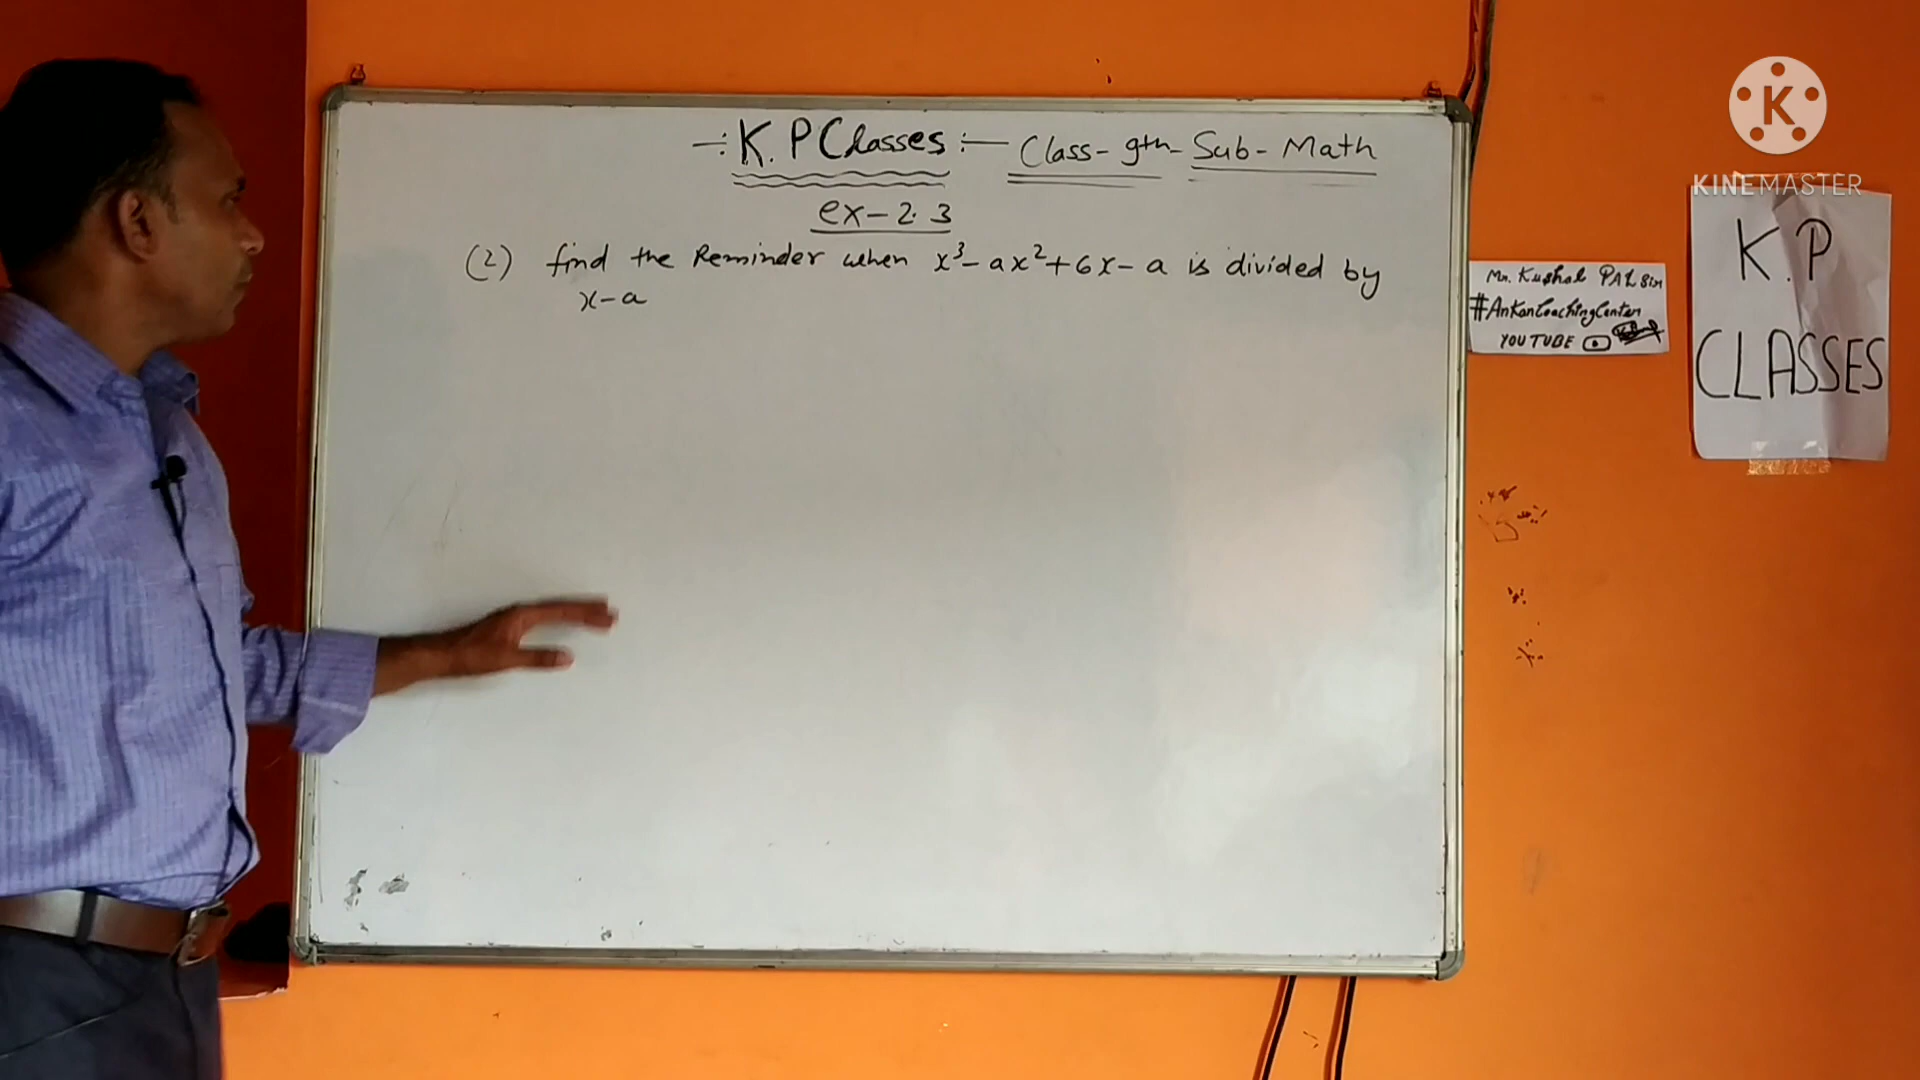 -: K. P Classes :- Class - 9th - Sub - Math
ex - 2.3
(2) find the Reminder when x³ - ax² + 6x - a is divided by
x - a
Mr. Kushal PAL Sir
#AnKanCoachingCenter
YOUTUBE
K.P
CLASSES
K
KINEMASTER